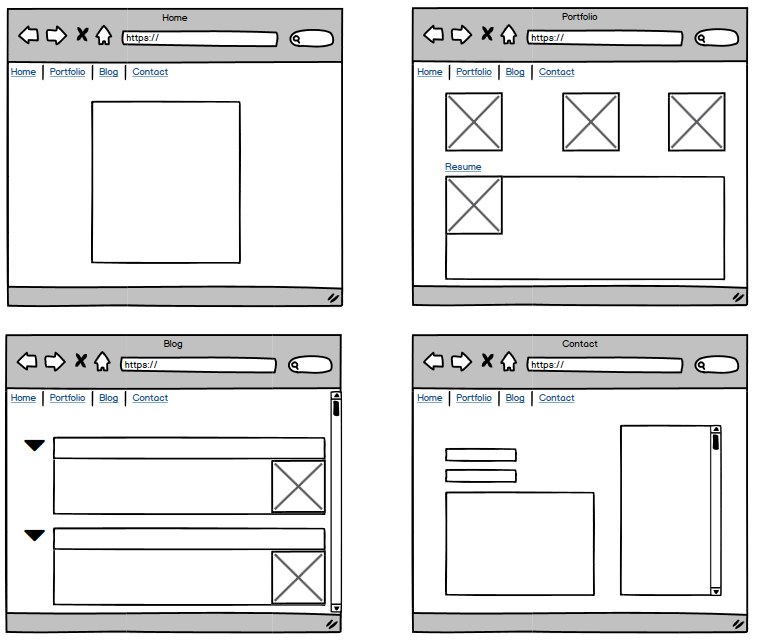 Home
https://
Home | Portfolio | Blog | Contact
Portfolio
https://
Home | Portfolio | Blog | Contact
Resume
Blog
https://
Home | Portfolio | Blog | Contact
Contact
https://
Home | Portfolio | Blog | Contact